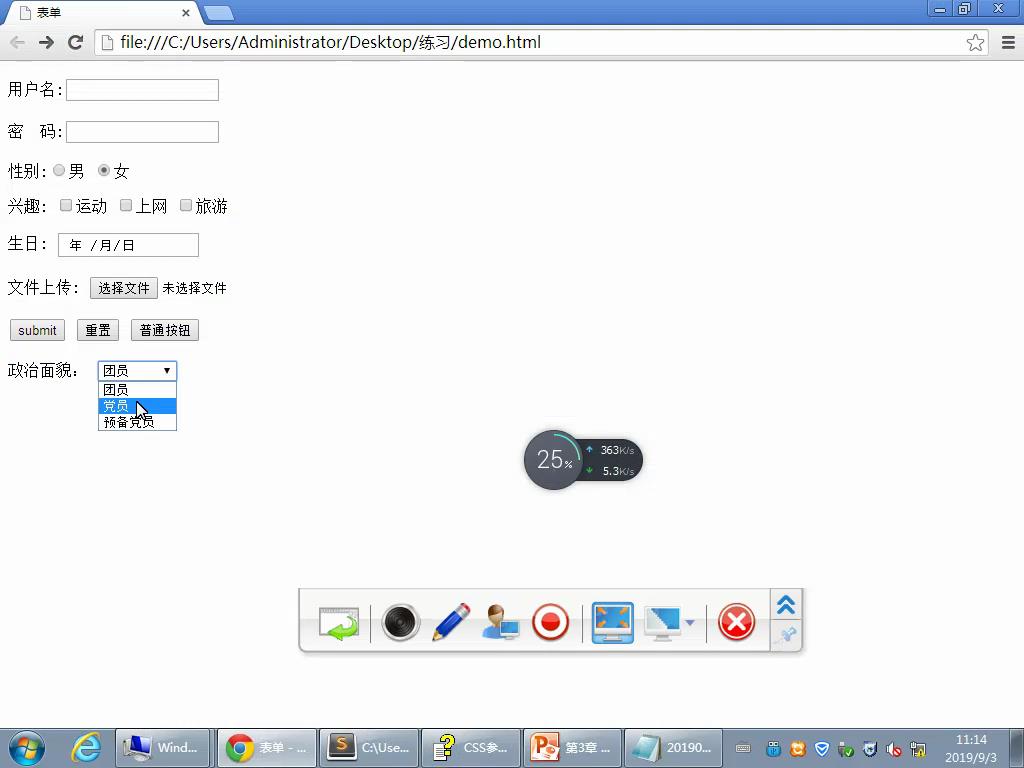 表单
file:///C:/Users/Administrator/Desktop/练习/demo.html
用户名:
密 码:
性别: 男 女
兴趣: 运动 上网 旅游
生日: 年 /月/日
文件上传: 选择文件 未选择文件
submit 重置 普通按钮
政治面貌: 团员
团员
党员
预备党员
25% 363K/s
5.3K/s
Wind... 表单 - ... C:\Use... CSS参... 第3章 ... 20190...
11:14
2019/9/3